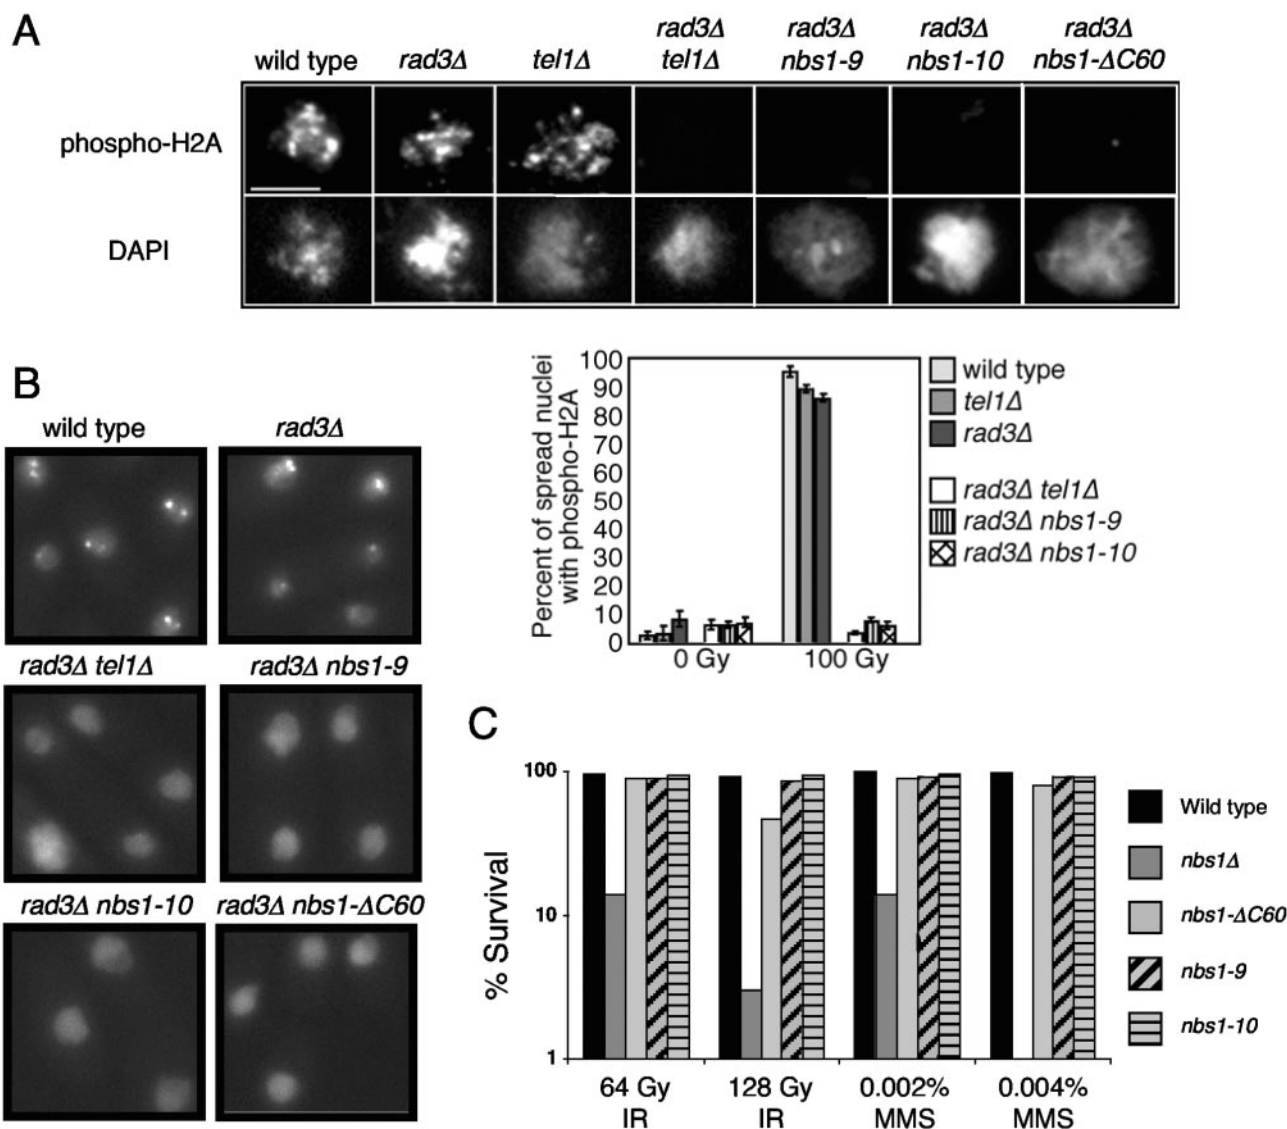 A
wild type
rad3Δ
tel1Δ
rad3Δ
tel1Δ
rad3Δ
nbs1-9
rad3Δ
nbs1-10
rad3Δ
nbs1-ΔC60
phospho-H2A
DAPI
B
wild type
rad3Δ
rad3Δ tel1Δ
rad3Δ nbs1-9
rad3Δ nbs1-10
rad3Δ nbs1-ΔC60
Percent of spread nuclei
with phospho-H2A
100
90
80
70
60
50
40
30
20
10
0
0 Gy
100 Gy
wild type
tel1Δ
rad3Δ
rad3Δ tel1Δ
rad3Δ nbs1-9
rad3Δ nbs1-10
C
% Survival
100
10
1
64 Gy
IR
128 Gy
IR
0.002%
MMS
0.004%
MMS
Wild type
nbs1Δ
nbs1-ΔC60
nbs1-9
nbs1-10